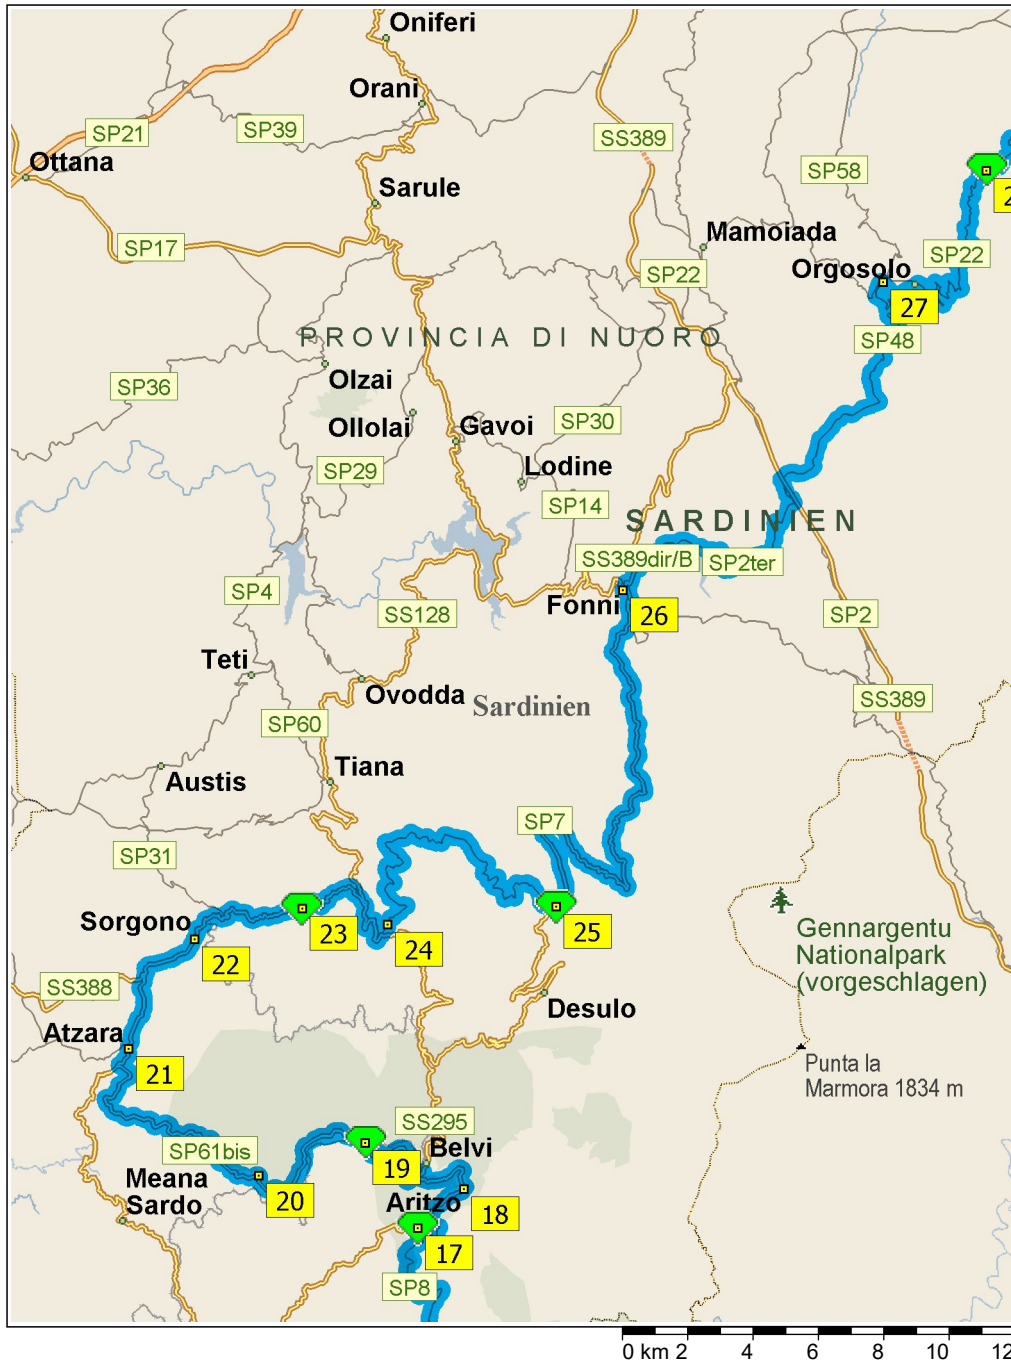 Oniferi
Orani
SP21
SP39
SS389
Ottana
SP58
Sarule
2
Mamoiada
SP17
SP22
Orgosolo
SP22
27
PROVINCIA DI NUORO
SP48
Olzai
SP36
Ollolai
Gavoi
SP30
SP29
Lodine
SP14
SARDINIEN
SS389dir/B
SP2ter
SP4
Fonni
26
SS128
SP2
Teti
Ovodda
Sardinien
SS389
SP60
Tiana
Austis
SP7
SP31
Sorgono
23
25
24
22
Gennargentu
Nationalpark
(vorgeschlagen)
SS388
Desulo
Atzara
21
Punta la
Marmora 1834 m
SS295
Belvi
SP61bis
19
Meana
Sardo
20
Aritzo
18
17
SP8
0 km 2 4 6 8 10 12